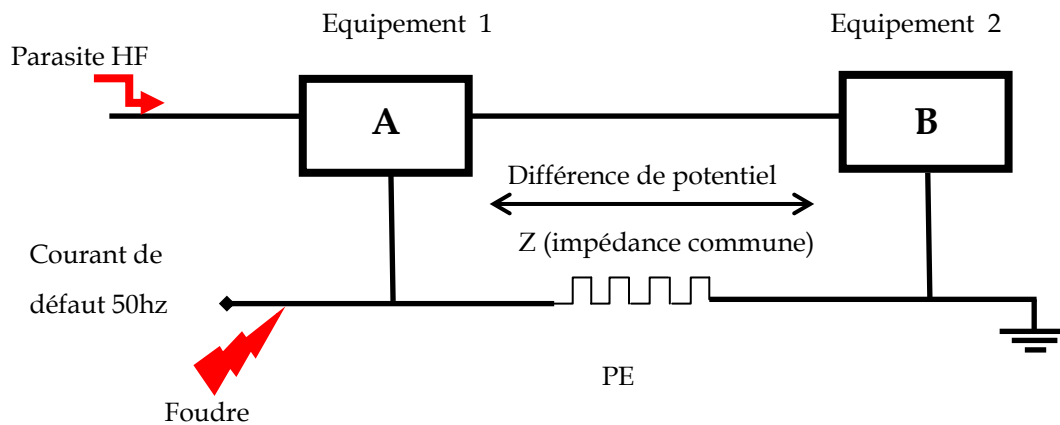 Equipement 1
Equipement 2
Parasite HF
A
B
Différence de potentiel
Z (impédance commune)
Courant de
défaut 50hz
PE
Foudre